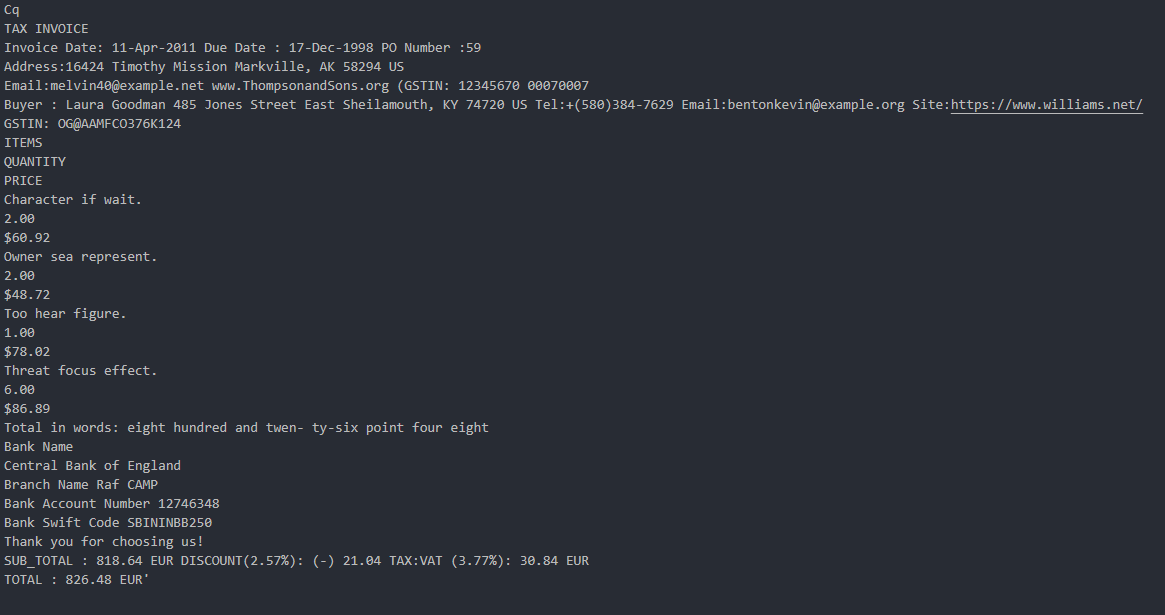 Cq
TAX INVOICE
Invoice Date: 11-Apr-2011 Due Date : 17-Dec-1998 PO Number :59
Address:16424 Timothy Mission Markville, AK 58294 US
Email:melvin40@example.net www.ThompsonandSons.org (GSTIN: 12345670 00070007
Buyer : Laura Goodman 485 Jones Street East Sheilamouth, KY 74720 US Tel:+(580)384-7629 Email:bentonkevin@example.org Site:https://www.williams.net/
GSTIN: OG@AAMFCO376K124
ITEMS
QUANTITY
PRICE
Character if wait.
2.00
$60.92
Owner sea represent.
2.00
$48.72
Too hear figure.
1.00
$78.02
Threat focus effect.
6.00
$86.89
Total in words: eight hundred and twen- ty-six point four eight
Bank Name
Central Bank of England
Branch Name Raf CAMP
Bank Account Number 12746348
Bank Swift Code SBININBB250
Thank you for choosing us!
SUB_TOTAL : 818.64 EUR DISCOUNT(2.57%): (-) 21.04 TAX:VAT (3.77%): 30.84 EUR
TOTAL : 826.48 EUR'